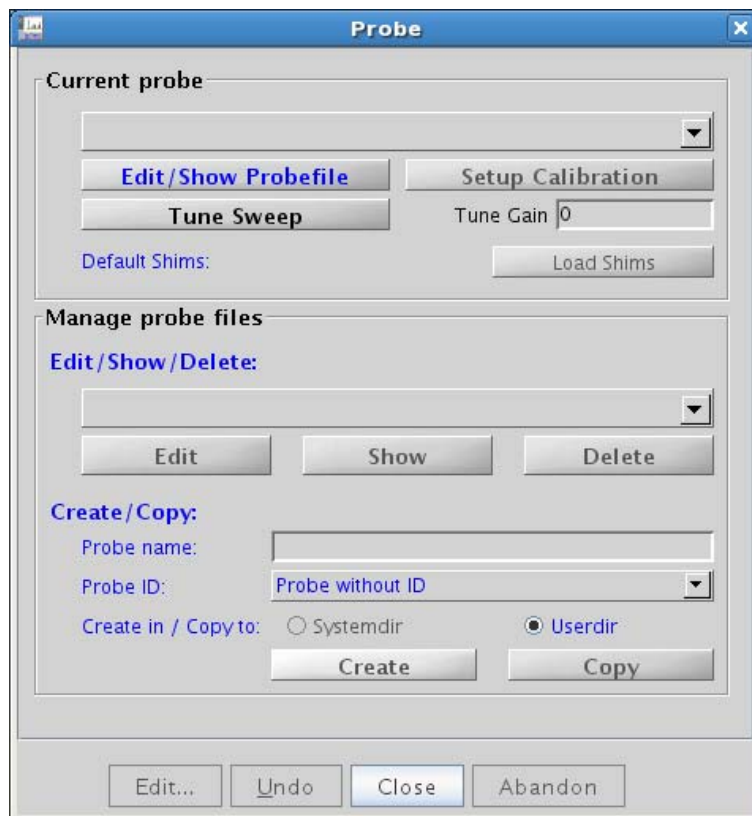 Probe
Current probe
Edit/Show Probefile
Setup Calibration
Tune Sweep
Tune Gain 0
Default Shims:
Load Shims
Manage probe files
Edit/Show/Delete:
Edit
Show
Delete
Create/Copy:
Probe name:
Probe ID:
Probe without ID
Create in / Copy to:
Systemdir
Userdir
Create
Copy
Edit...
Undo
Close
Abandon